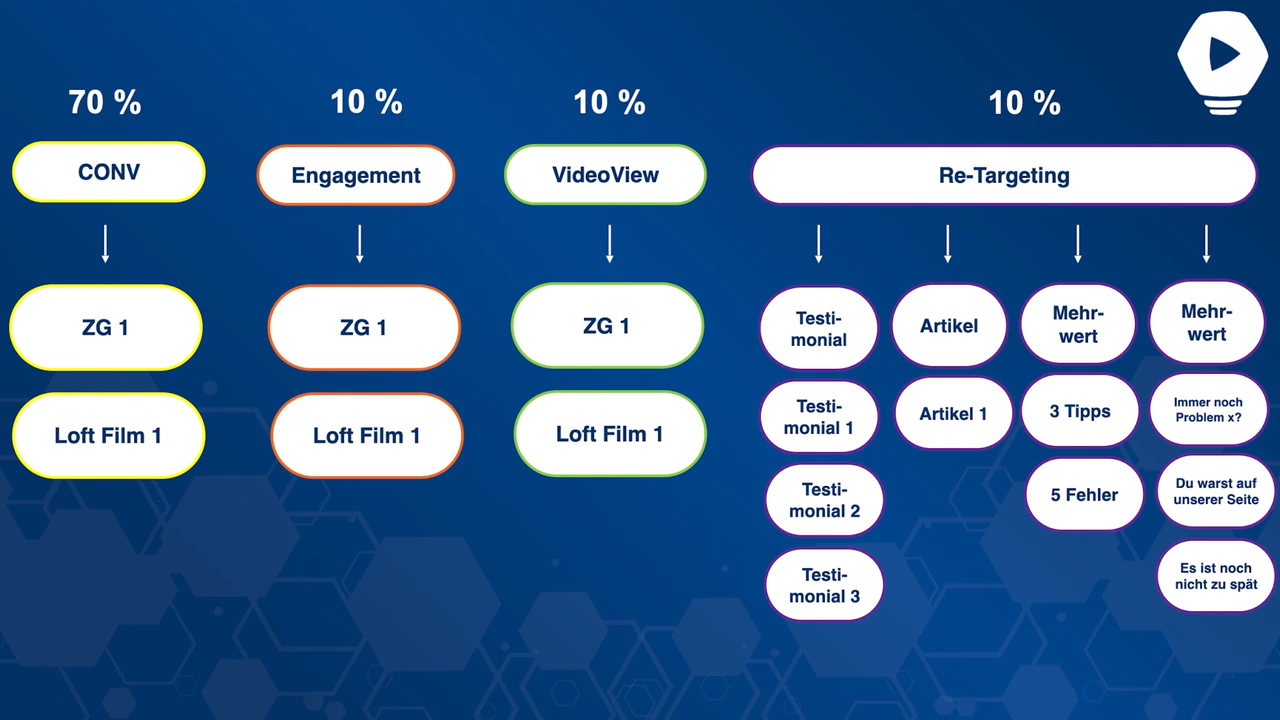 70 %
10 %
10 %
10 %
CONV
Engagement
VideoView
Re-Targeting
ZG 1
ZG 1
ZG 1
Testi-
monial
Artikel
Mehr-
wert
Mehr-
wert
Loft Film 1
Loft Film 1
Loft Film 1
Testi-
monial 1
Artikel 1
3 Tipps
Immer noch
Problem x?
Testi-
monial 2
5 Fehler
Du warst auf
unserer Seite
Testi-
monial 3
Es ist noch
nicht zu spät